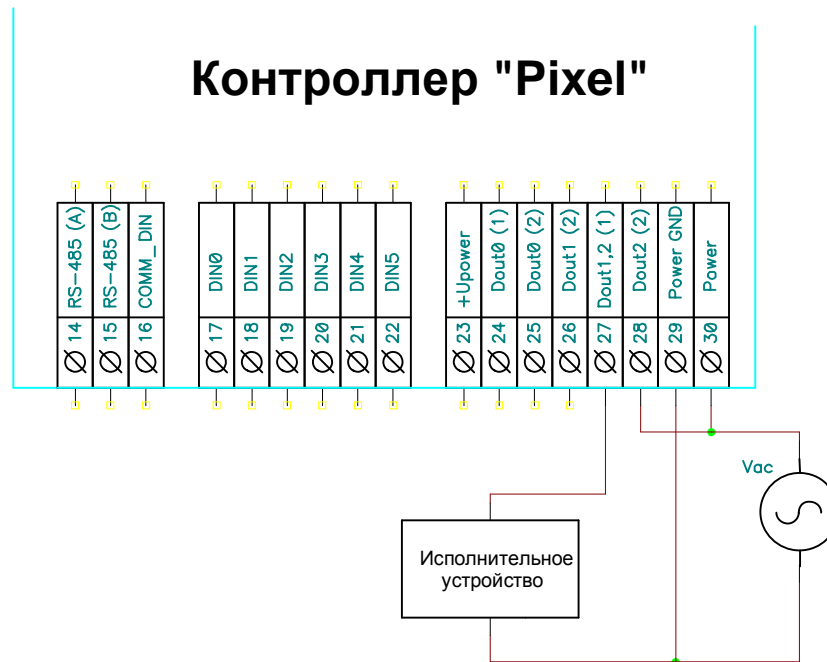 Контроллер "Pixel"
RS-485 (A)
RS-485 (B)
COMM_ DIN
DIN0
DIN1
DIN2
DIN3
DIN4
DIN5
+Upower
Dout0 (1)
Dout0 (2)
Dout1 (2)
Dout1,2 (1)
Dout2 (2)
Power GND
Power
14
15
16
17
18
19
20
21
22
23
24
25
26
27
28
29
30
Vac
Исполнительное
устройство